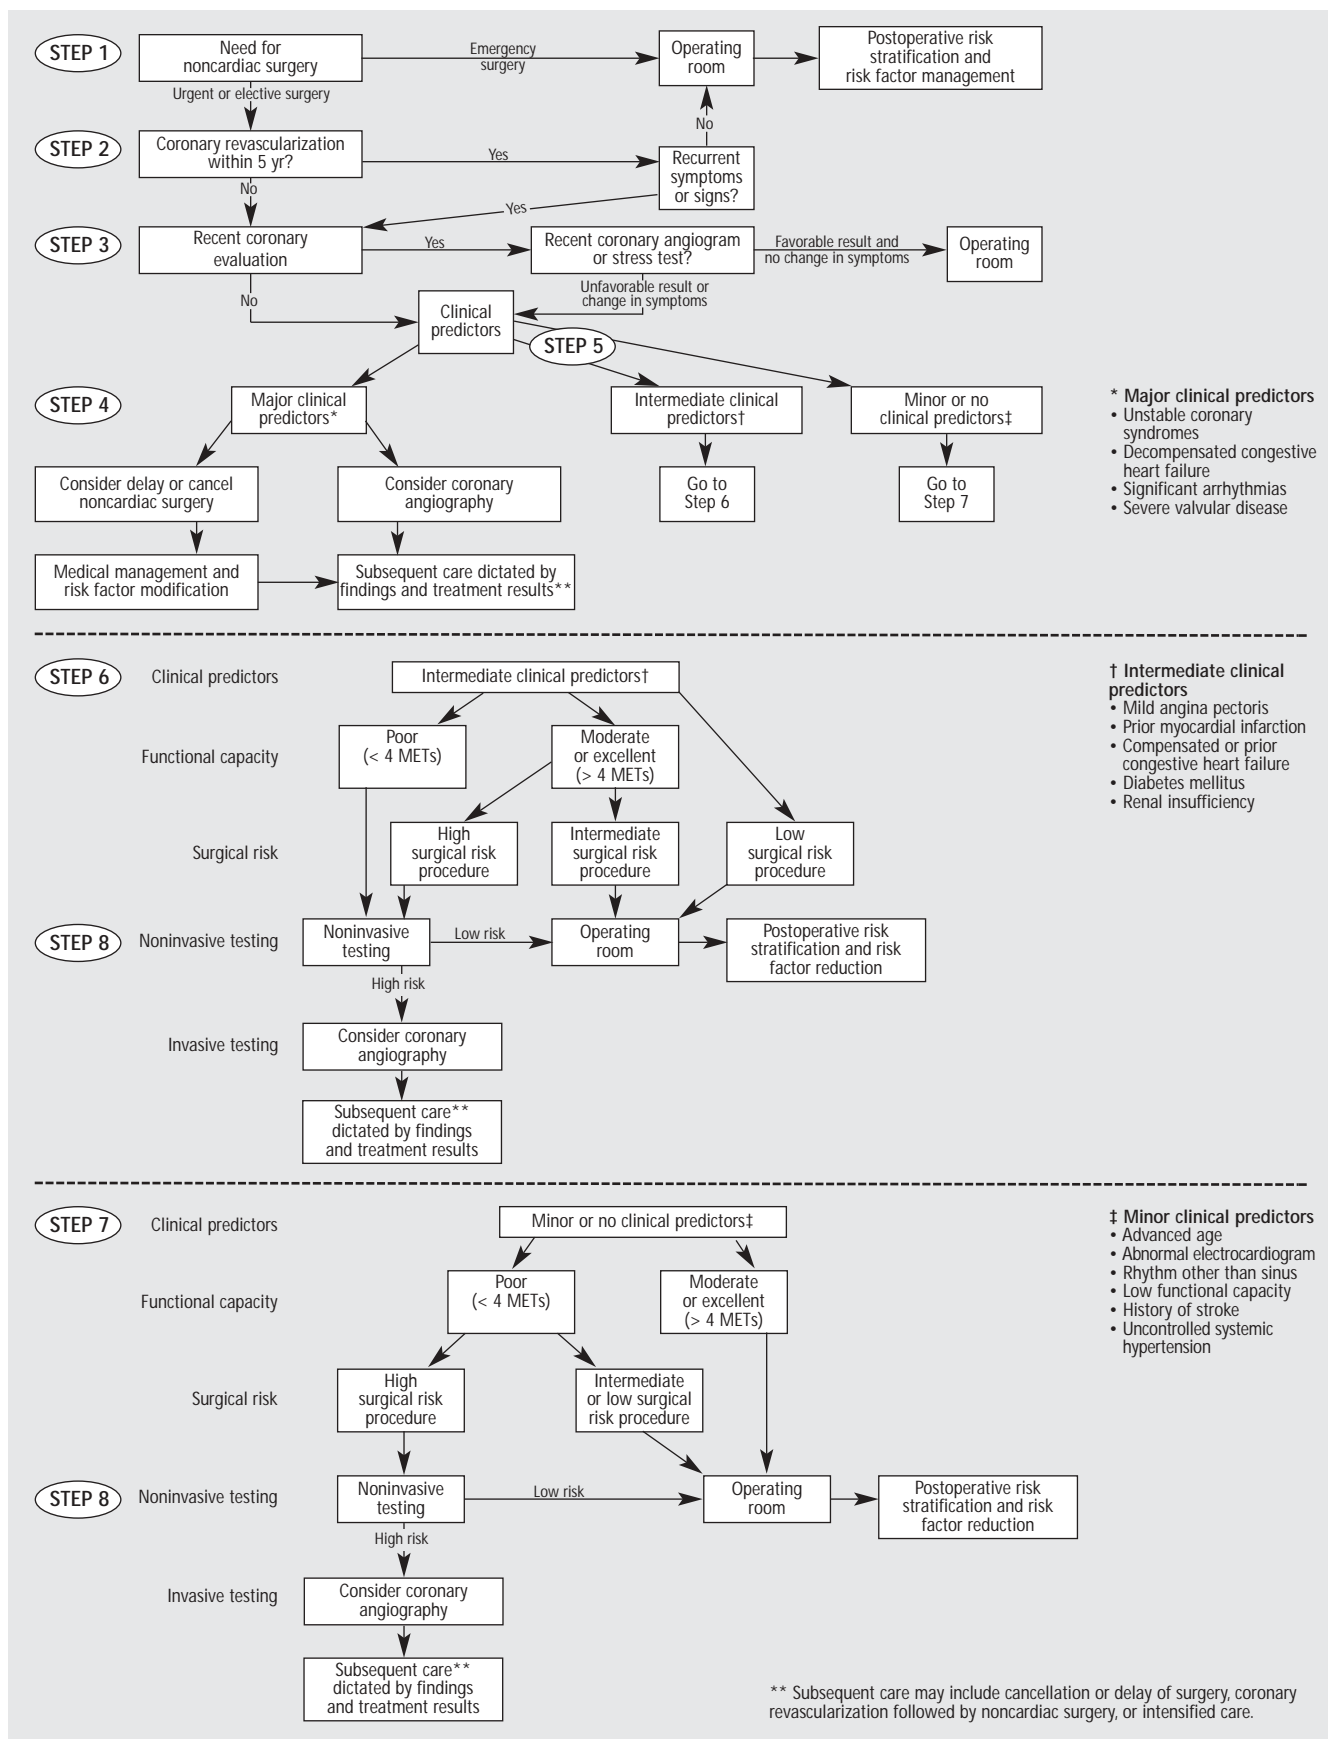 STEP 1
Need for
noncardiac surgery
Emergency
surgery
Operating
room
Postoperative risk
stratification and
risk factor management
Urgent or elective surgery
No
STEP 2
Coronary revascularization
within 5 yr?
Yes
Recurrent
symptoms
or signs?
No
Yes
STEP 3
Recent coronary
evaluation
Yes
Recent coronary angiogram
or stress test?
Favorable result and
no change in symptoms
Operating
room
No
Unfavorable result or
change in symptoms
Clinical
predictors
STEP 5
STEP 4
Major clinical
predictors*
Intermediate clinical
predictors†
Minor or no
clinical predictors‡
Consider delay or cancel
noncardiac surgery
Consider coronary
angiography
Go to
Step 6
Go to
Step 7
Medical management and
risk factor modification
Subsequent care dictated by
findings and treatment results**
* Major clinical predictors
• Unstable coronary
syndromes
• Decompensated congestive
heart failure
• Significant arrhythmias
• Severe valvular disease
STEP 6
Clinical predictors
Intermediate clinical predictors†
Functional capacity
Poor
(< 4 METs)
Moderate
or excellent
(> 4 METs)
Surgical risk
High
surgical risk
procedure
Intermediate
surgical risk
procedure
Low
surgical risk
procedure
STEP 8
Noninvasive testing
Noninvasive
testing
Low risk
Operating
room
Postoperative risk
stratification and risk
factor reduction
High risk
Invasive testing
Consider coronary
angiography
Subsequent care**
dictated by findings
and treatment results
† Intermediate clinical
predictors
• Mild angina pectoris
• Prior myocardial infarction
• Compensated or prior
congestive heart failure
• Diabetes mellitus
• Renal insufficiency
STEP 7
Clinical predictors
Minor or no clinical predictors‡
Functional capacity
Poor
(< 4 METs)
Moderate
or excellent
(> 4 METs)
Surgical risk
High
surgical risk
procedure
Intermediate
or low surgical
risk procedure
STEP 8
Noninvasive testing
Noninvasive
testing
Low risk
Operating
room
Postoperative risk
stratification and risk
factor reduction
High risk
Invasive testing
Consider coronary
angiography
Subsequent care**
dictated by findings
and treatment results
‡ Minor clinical predictors
• Advanced age
• Abnormal electrocardiogram
• Rhythm other than sinus
• Low functional capacity
• History of stroke
• Uncontrolled systemic
hypertension
** Subsequent care may include cancellation or delay of surgery, coronary
revascularization followed by noncardiac surgery, or intensified care.